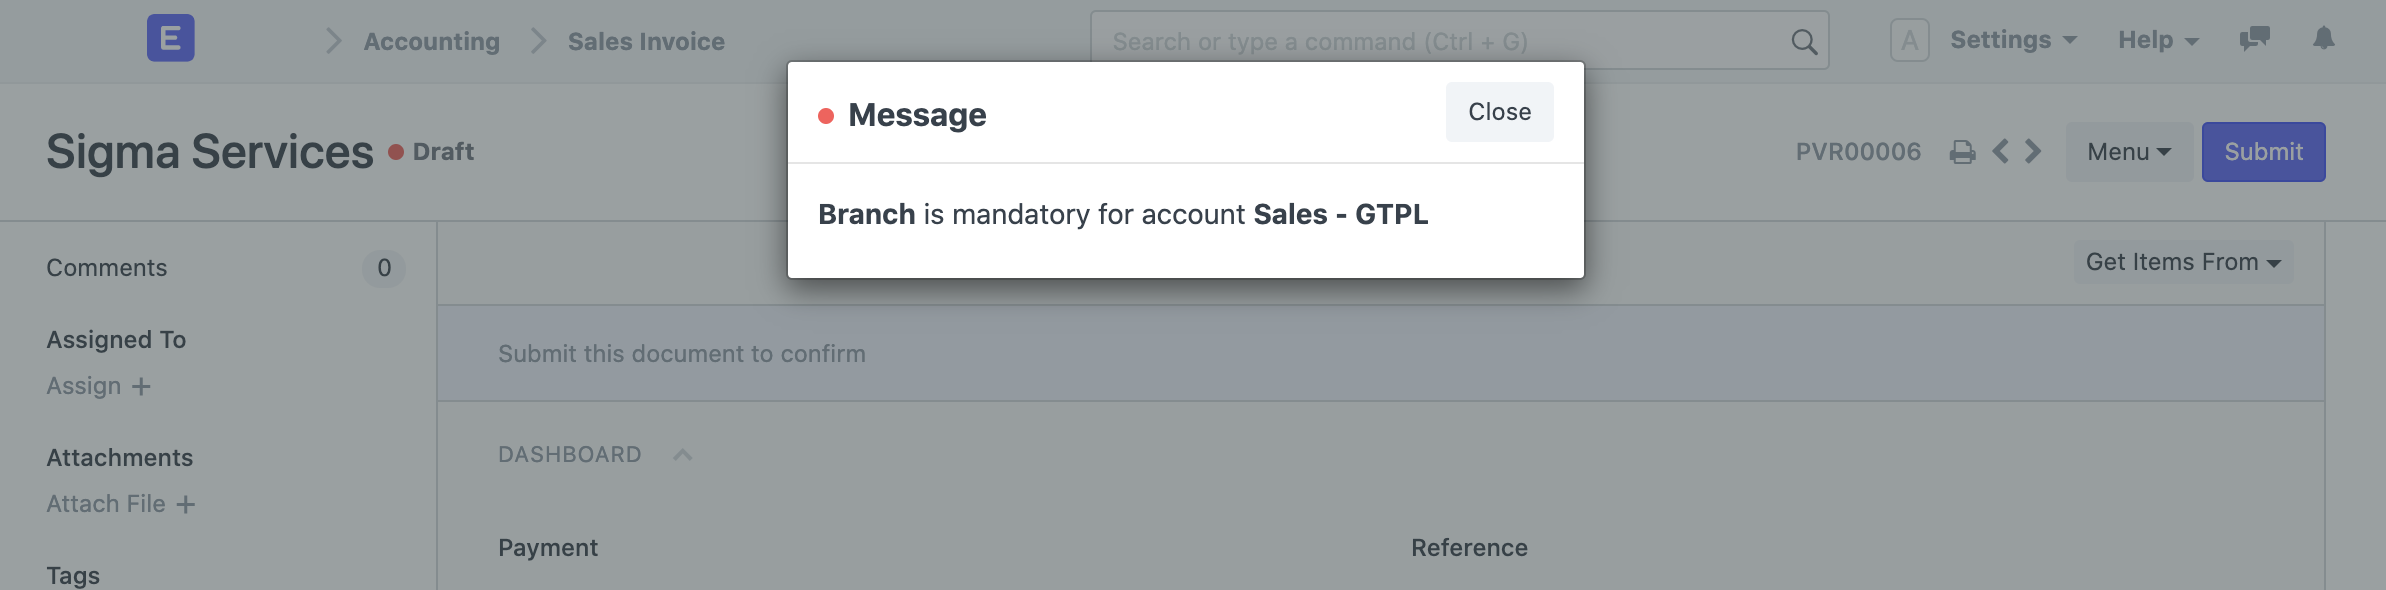 E
Accounting
Sales Invoice
Search or type a command (Ctrl + G)
A
Settings
Help
Message
Close
Sigma Services
Draft
PVR00006
Menu
Submit
Branch is mandatory for account Sales - GTPL
Comments
0
Get Items From
Assigned To
Assign +
Submit this document to confirm
Attachments
Attach File +
DASHBOARD
Payment
Reference
Tags